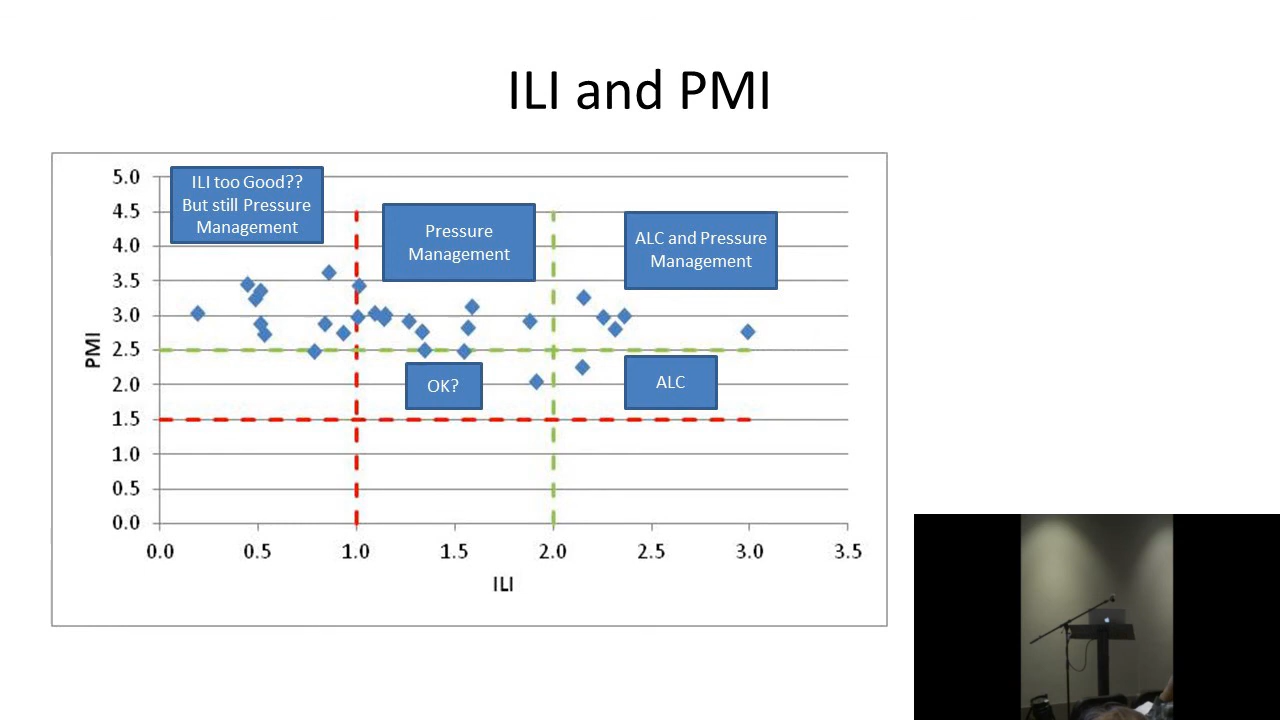 ILI and PMI
ILI too Good??
But still Pressure
Management
Pressure
Management
ALC and Pressure
Management
OK?
ALC
PMI
5.0
4.5
4.0
3.5
3.0
2.5
2.0
1.5
1.0
0.5
0.0
0.0 0.5 1.0 1.5 2.0 2.5 3.0 3.5
ILI